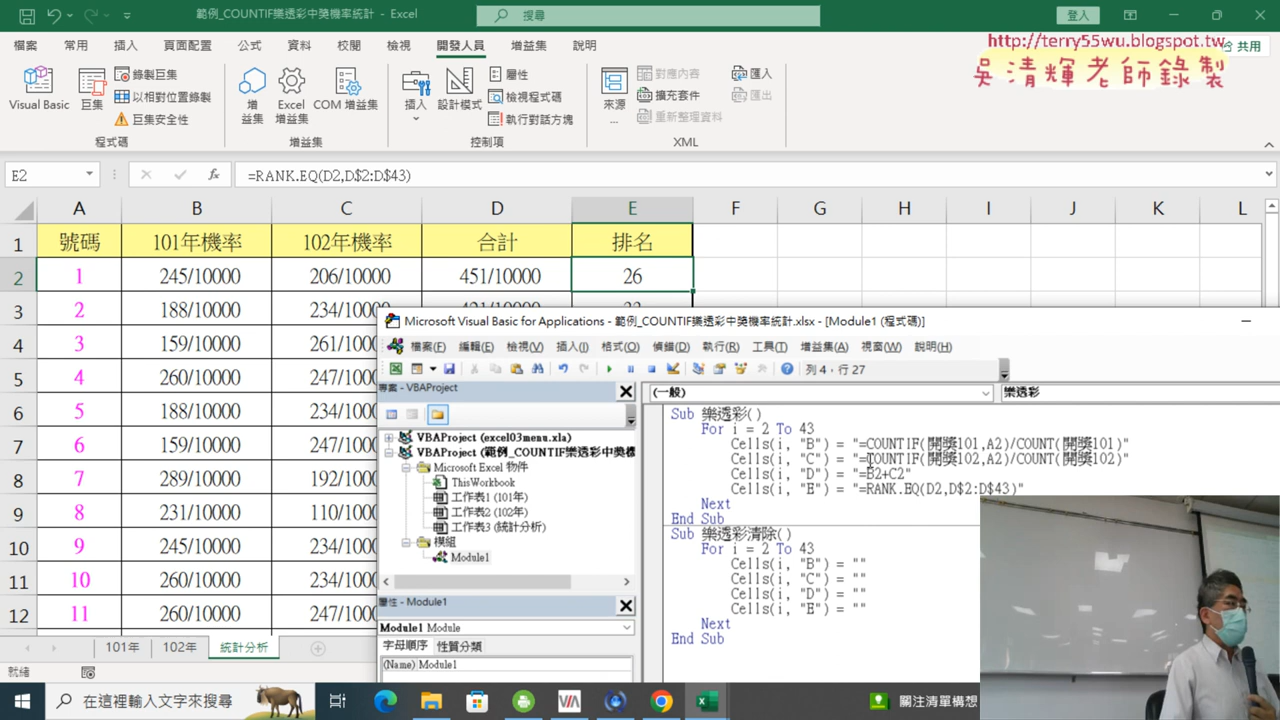 範例_COUNTIF樂透彩中獎機率統計 - Excel
搜尋
登入
檔案 常用 插入 頁面配置 公式 資料 校閱 檢視 開發人員 增益集 說明
共用
http://terry55wu.blogspot.tw
吳清輝老師錄製
Visual Basic
巨集
錄製巨集
以相對位置錄製
巨集安全性
程式碼
增益集
Excel 增益集
COM 增益集
增益集
插入
設計模式
屬性
檢視程式碼
執行對話方塊
控制項
來源
對應內容
擴充套件
重新整理資料
匯入
匯出
XML
E2
fx
=RANK.EQ(D2,D$2:D$43)
A B C D E F G H I J K L
1 號碼 101年機率 102年機率 合計 排名
2 1 245/10000 206/10000 451/10000 26
3 2 188/10000 234/10000
4 3 159/10000 261/1000
5 4 260/10000 247/1000
6 5 188/10000 234/1000
7 6 159/10000 247/1000
8 7 289/10000 192/1000
9 8 231/10000 110/1000
10 9 245/10000 234/1000
11 10 260/10000 234/1000
12 11 260/10000 247/1000
Microsoft Visual Basic for Applications - 範例_COUNTIF樂透彩中獎機率統計.xlsx - [Module1 (程式碼)]
檔案(F) 編輯(E) 檢視(V) 插入(I) 格式(O) 偵錯(D) 執行(R) 工具(T) 增益集(A) 視窗(W) 說明(H)
列 4，行 27
專案 - VBAProject
VBAProject (excel03menu.xla)
VBAProject (範例_COUNTIF樂透彩中獎機
Microsoft Excel 物件
ThisWorkbook
工作表1 (101年)
工作表2 (102年)
工作表3 (統計分析)
模組
Module1
屬性 - Module1
Module1 Module
字母順序 性質分類
(Name) Module1
(一般)
樂透彩
Sub 樂透彩()
For i = 2 To 43
Cells(i, "B") = "=COUNTIF(開獎101,A2)/COUNT(開獎101)"
Cells(i, "C") = "=COUNTIF(開獎102,A2)/COUNT(開獎102)"
Cells(i, "D") = "=B2+C2"
Cells(i, "E") = "=RANK.EQ(D2,D$2:D$43)"
Next
End Sub
Sub 樂透彩清除()
For i = 2 To 43
Cells(i, "B") = ""
Cells(i, "C") = ""
Cells(i, "D") = ""
Cells(i, "E") = ""
Next
End Sub
101年 102年 統計分析
就緒
在這裡輸入文字來搜尋
關注清單構想